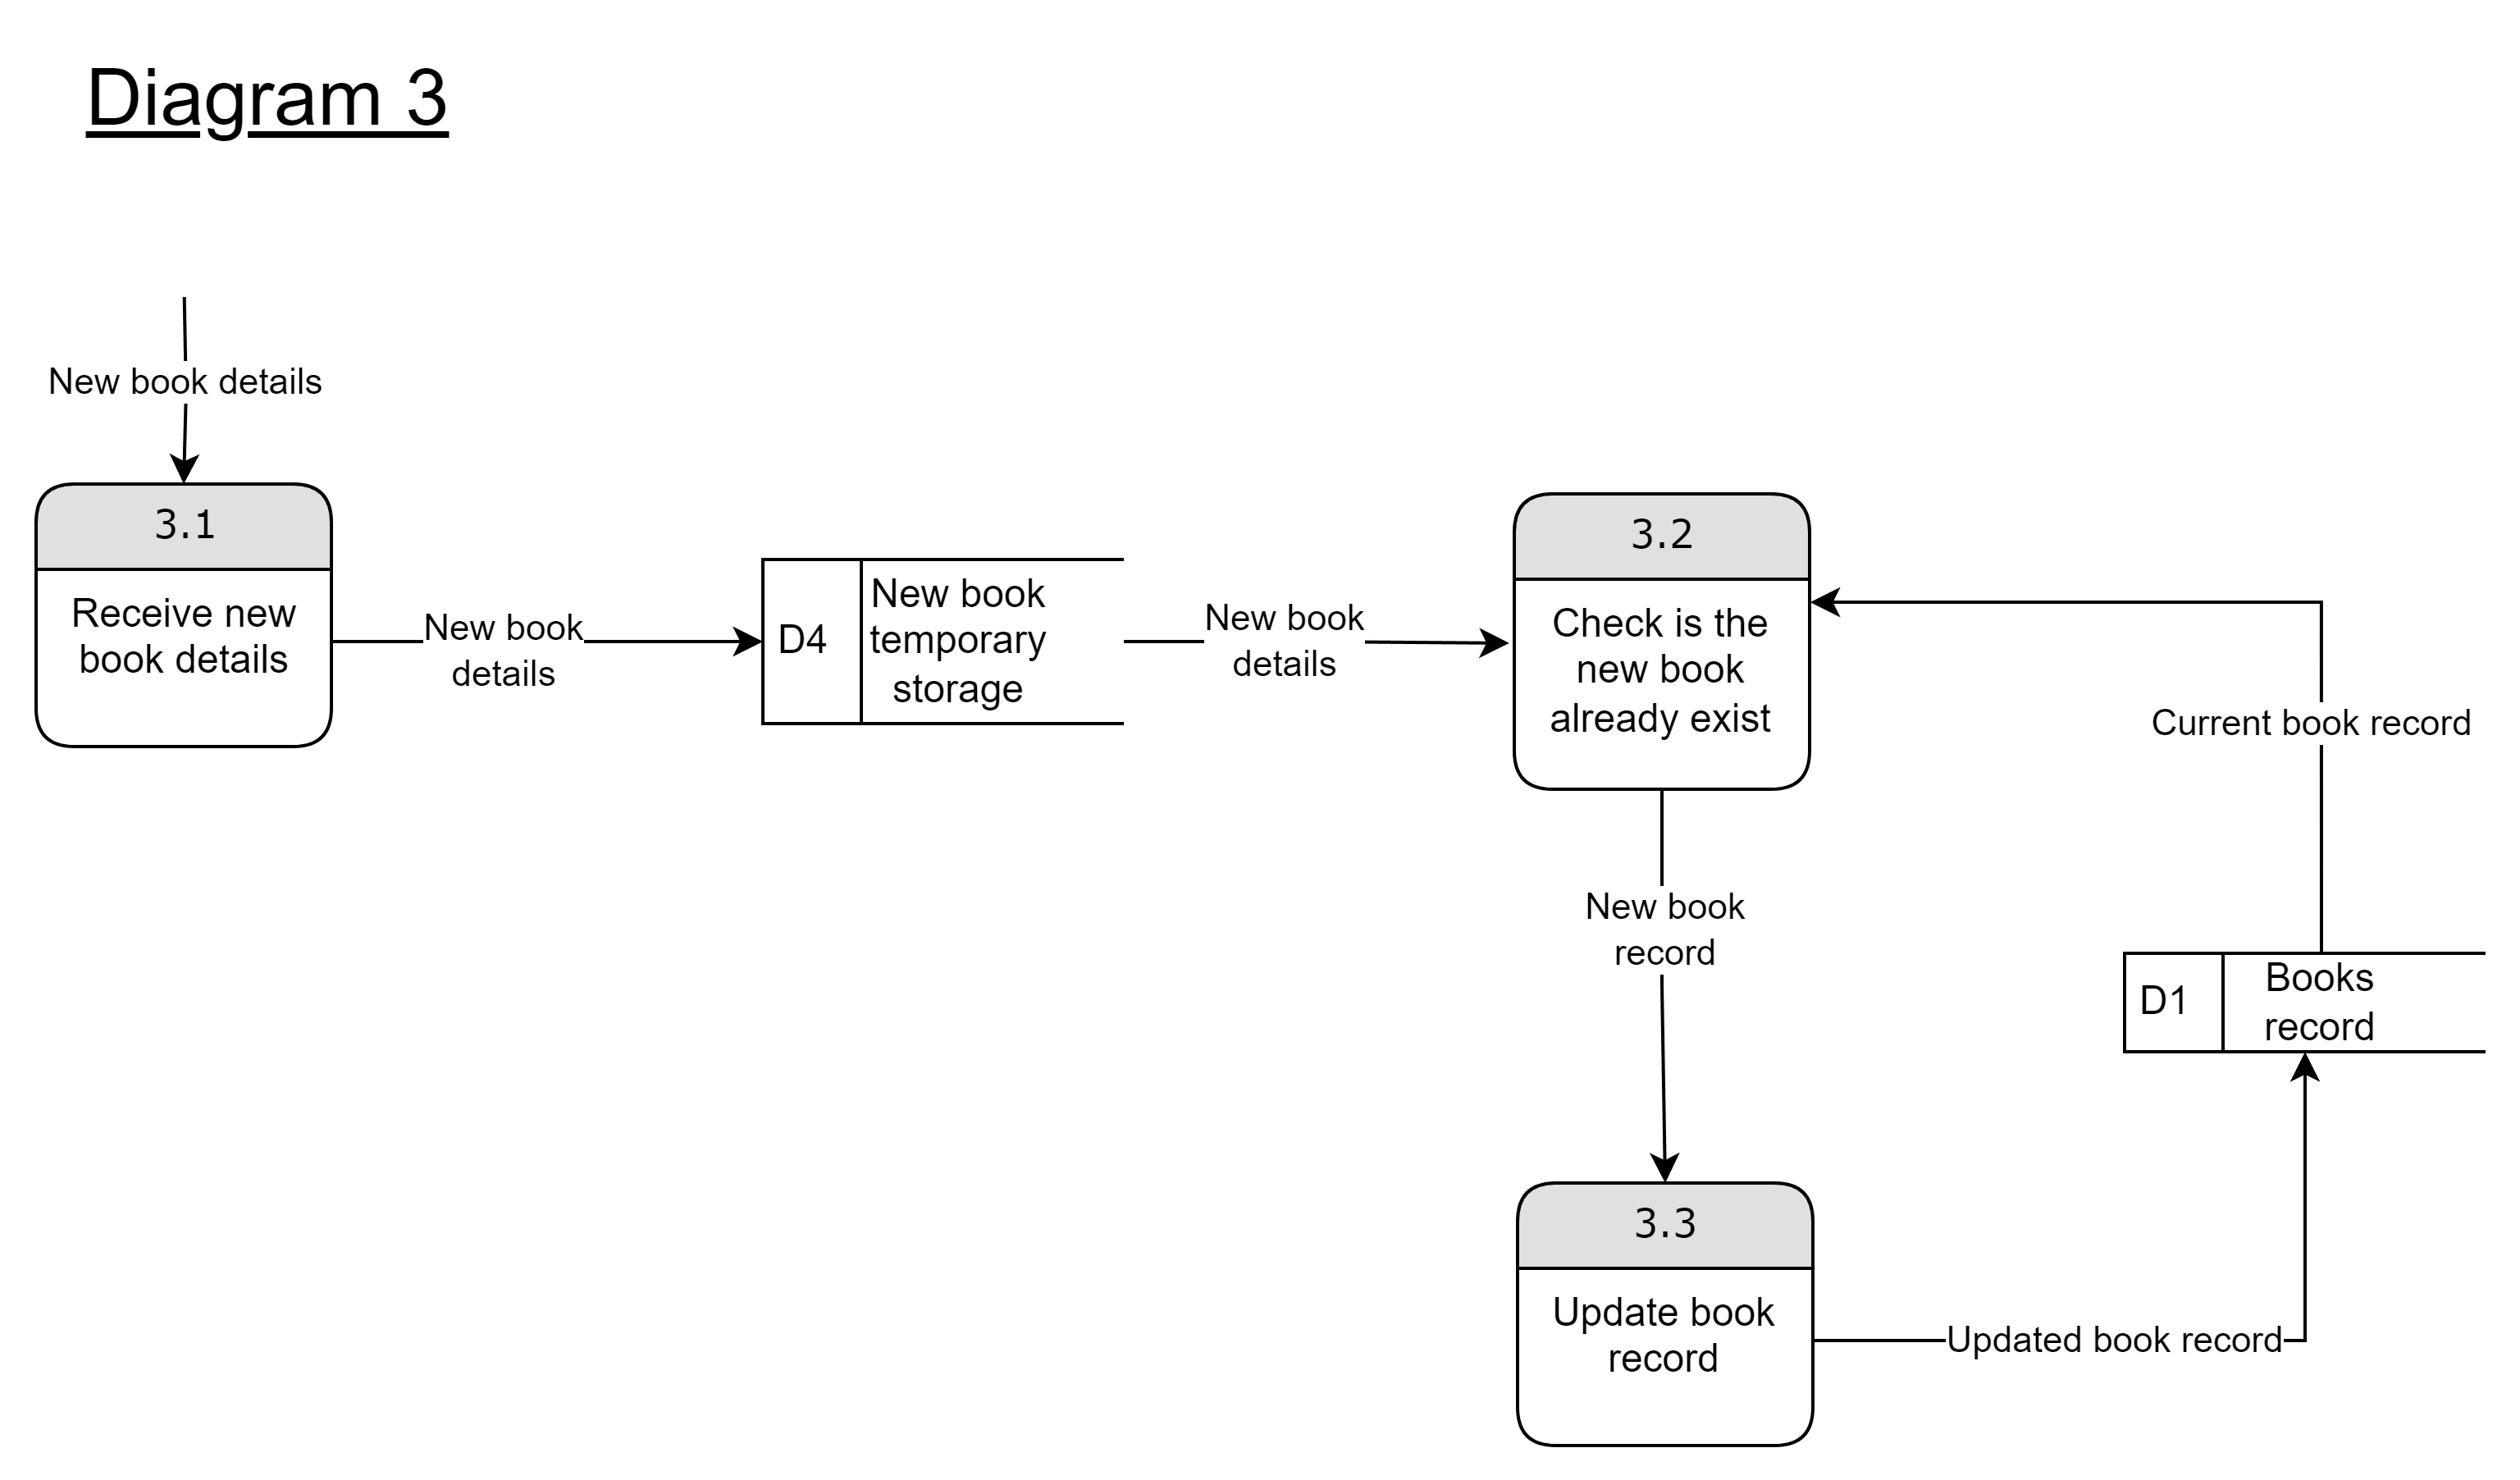 Diagram 3
New book details
3.1
Receive new
book details
New book
details
D4
New book
temporary
storage
New book
details
3.2
Check is the
new book
already exist
Current book record
New book
record
D1
Books
record
3.3
Update book
record
Updated book record